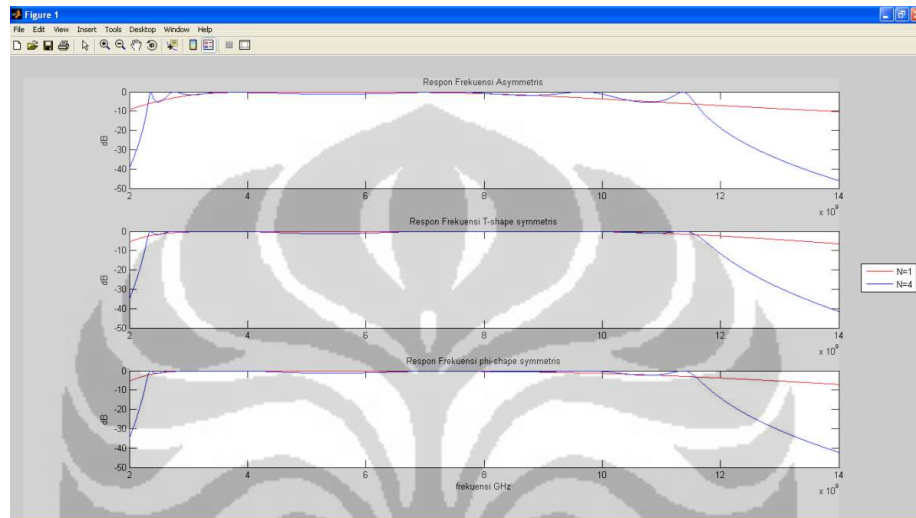 Figure 1
File Edit View Insert Tools Desktop Window Help
Respon Frekuensi Asymmetris
dB
0
-10
-20
-30
-40
-50
2 4 6 8 10 12 14
x 10^9
Respon Frekuensi T-shape symmetris
dB
0
-10
-20
-30
-40
-50
2 4 6 8 10 12 14
x 10^9
N=1
N=4
Respon Frekuensi phi-shape symmetris
dB
0
-10
-20
-30
-40
-50
2 4 6 8 10 12 14
frekuensi GHz
x 10^9